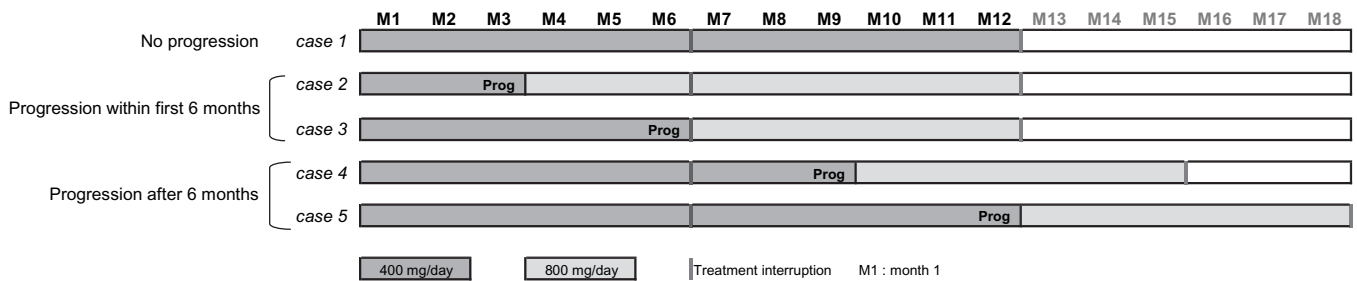 M1 M2 M3 M4 M5 M6 M7 M8 M9 M10 M11 M12 M13 M14 M15 M16 M17 M18
No progression case 1
case 2 Prog
Progression within first 6 months
case 3 Prog
case 4 Prog
Progression after 6 months
case 5 Prog
400 mg/day 800 mg/day Treatment interruption M1 : month 1